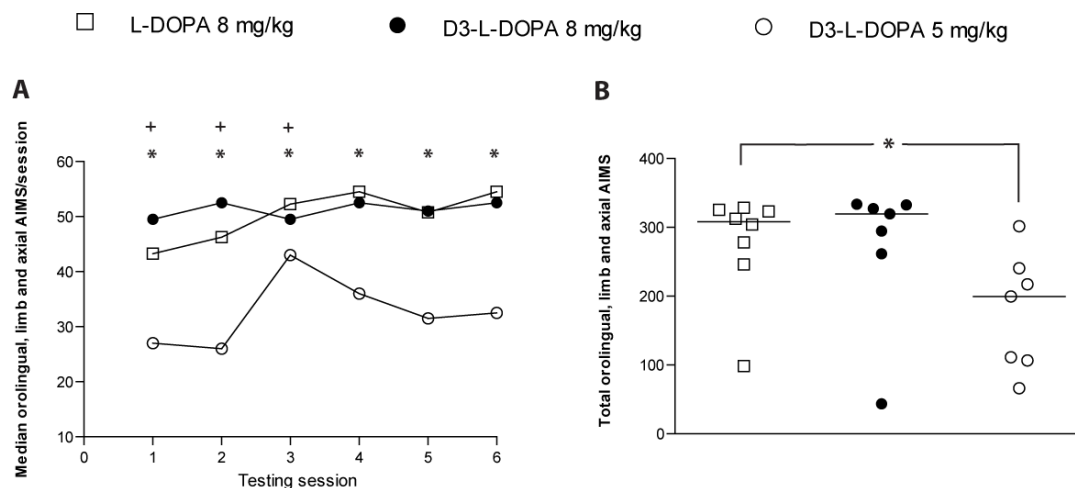 L-DOPA 8 mg/kg D3-L-DOPA 8 mg/kg D3-L-DOPA 5 mg/kg
A
Median orolingual, limb and axial AIMS/session
+ + +
* * * * * *
60
50
40
30
20
10
0 1 2 3 4 5 6
Testing session
B
Total orolingual, limb and axial AIMS
*
400
300
200
100
0